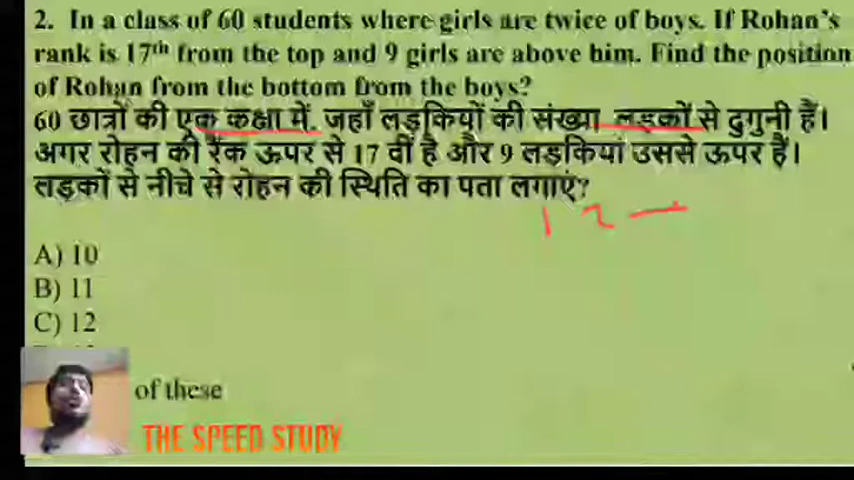 2. In a class of 60 students where girls are twice of boys. If Rohan's
rank is 17th from the top and 9 girls are above him. Find the position
of Rohan from the bottom from the boys?
60 छात्रों की एक कक्षा में. जहाँ लड़कियों की संख्या लड़कों से दुगुनी हैं।
अगर रोहन की रैंक ऊपर से 17 वीं है और 9 लड़कियां उससे ऊपर हैं।
लड़कों से नीचे से रोहन की स्थिति का पता लगाएं?
1 2 —
A) 10
B) 11
C) 12
of these
THE SPEED STUDY